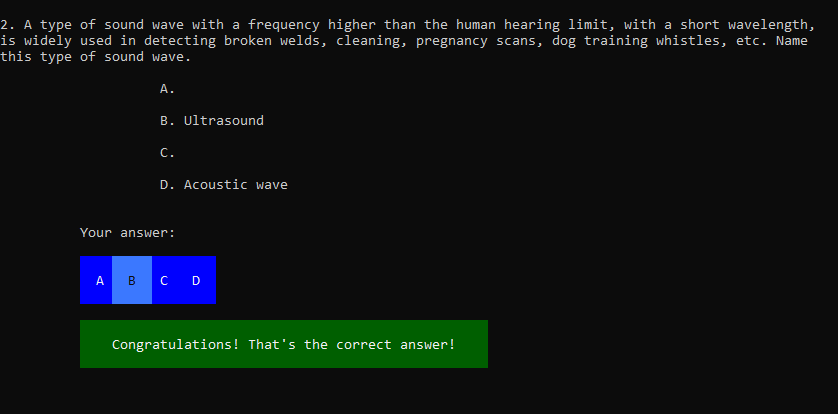 2. A type of sound wave with a frequency higher than the human hearing limit, with a short wavelength,
is widely used in detecting broken welds, cleaning, pregnancy scans, dog training whistles, etc. Name
this type of sound wave.
A.
B. Ultrasound
C.
D. Acoustic wave
Your answer:
A B C D
Congratulations! That's the correct answer!